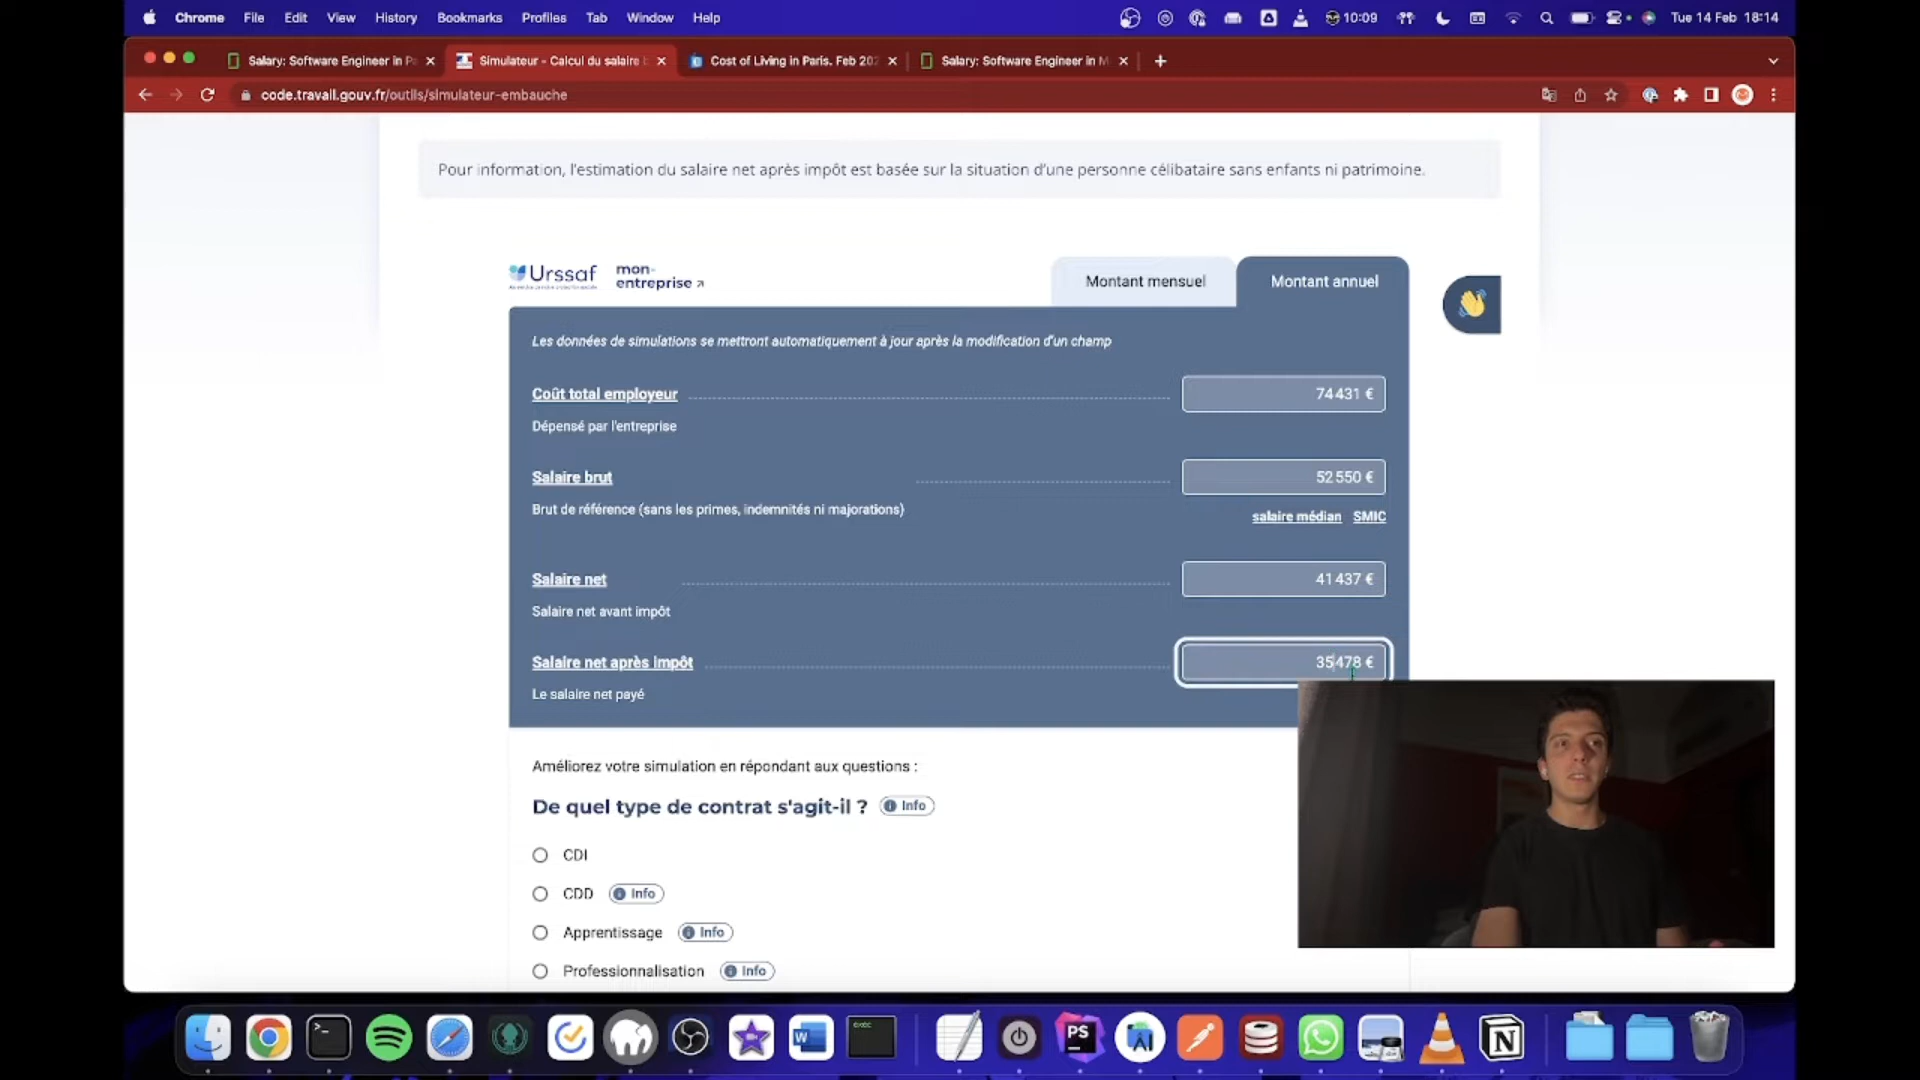 Chrome File Edit View History Bookmarks Profiles Tab Window Help
10:09
Tue 14 Feb 18:14
Salary: Software Engineer in P
Simulateur - Calcul du salaire b
Cost of Living in Paris. Feb 202
Salary: Software Engineer in M
code.travail.gouv.fr/outils/simulateur-embauche
Pour information, l'estimation du salaire net après impôt est basée sur la situation d'une personne célibataire sans enfants ni patrimoine.
Urssaf
mon-
entreprise
Montant mensuel
Montant annuel
Les données de simulations se mettront automatiquement à jour après la modification d'un champ
Coût total employeur
74 431 €
Dépensé par l'entreprise
Salaire brut
52 550 €
Brut de référence (sans les primes, indemnités ni majorations)
salaire médian SMIC
Salaire net
41 437 €
Salaire net avant impôt
Salaire net après impôt
35 478 €
Le salaire net payé
Améliorez votre simulation en répondant aux questions :
De quel type de contrat s'agit-il ? Info
CDI
CDD Info
Apprentissage Info
Professionnalisation Info
exec
PS